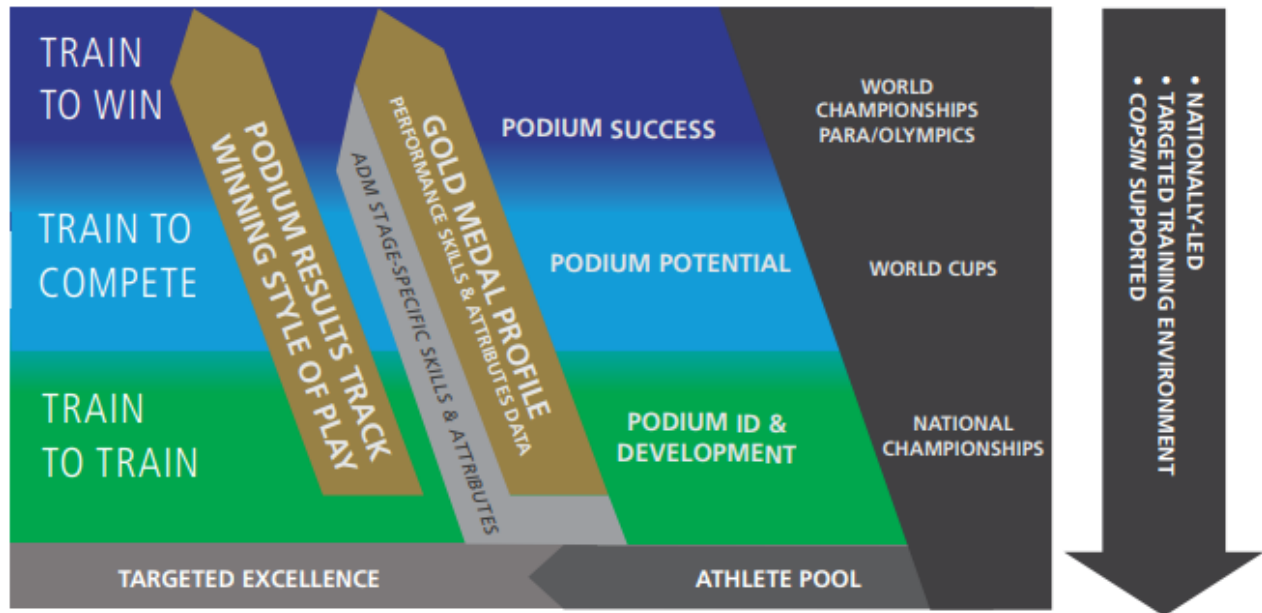 TRAIN
TO WIN
PODIUM RESULTS TRACK
WINNING STYLE OF PLAY
GOLD MEDAL PROFILE
PERFORMANCE SKILLS & ATTRIBUTES DATA
ADM STAGE-SPECIFIC SKILLS & ATTRIBUTES
PODIUM SUCCESS
WORLD
CHAMPIONSHIPS
PARA/OLYMPICS
TRAIN TO
COMPETE
PODIUM POTENTIAL
WORLD CUPS
TRAIN
TO TRAIN
PODIUM ID &
DEVELOPMENT
NATIONAL
CHAMPIONSHIPS
TARGETED EXCELLENCE
ATHLETE POOL
• NATIONALLY-LED
• TARGETED TRAINING ENVIRONMENT
• COPSIN SUPPORTED